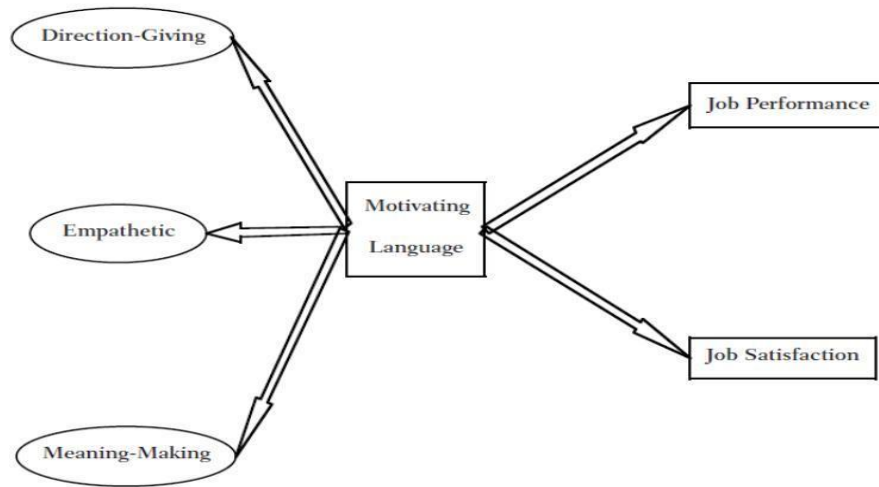 Direction-Giving
Job Performance
Motivating
Language
Empathetic
Job Satisfaction
Meaning-Making